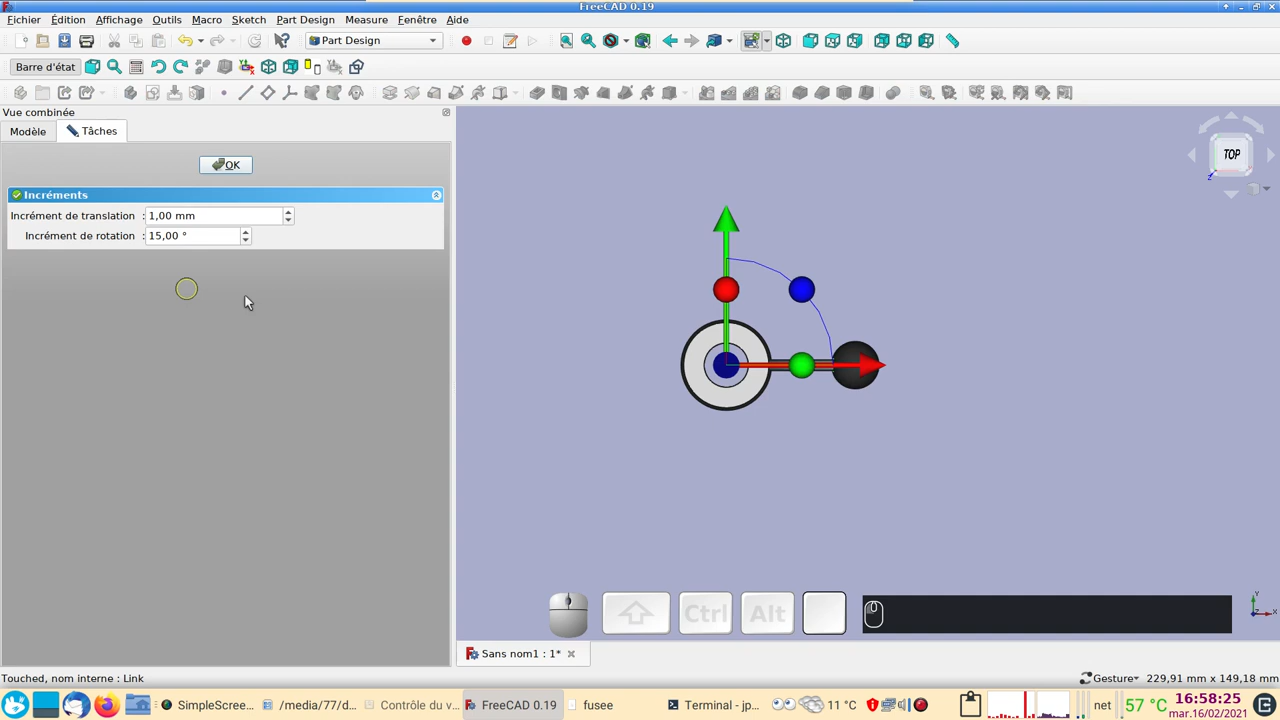 FreeCAD 0.19
Fichier Édition Affichage Outils Macro Sketch Part Design Measure Fenêtre Aide
Part Design
Barre d'état
Vue combinée
Modèle Tâches
TOP
OK
Incréments
Incrément de translation : 1,00 mm
Incrément de rotation : 15,00 °
Ctrl Alt
Y
X
Sans nom1 : 1*
Touched, nom interne : Link
Gesture 229,91 mm x 149,18 mm
SimpleScree... /media/77/d... Contrôle du v... FreeCAD 0.19 fusee Terminal - jp... 11 °C net 57 °C 16:58:25
mar.16/02/2021